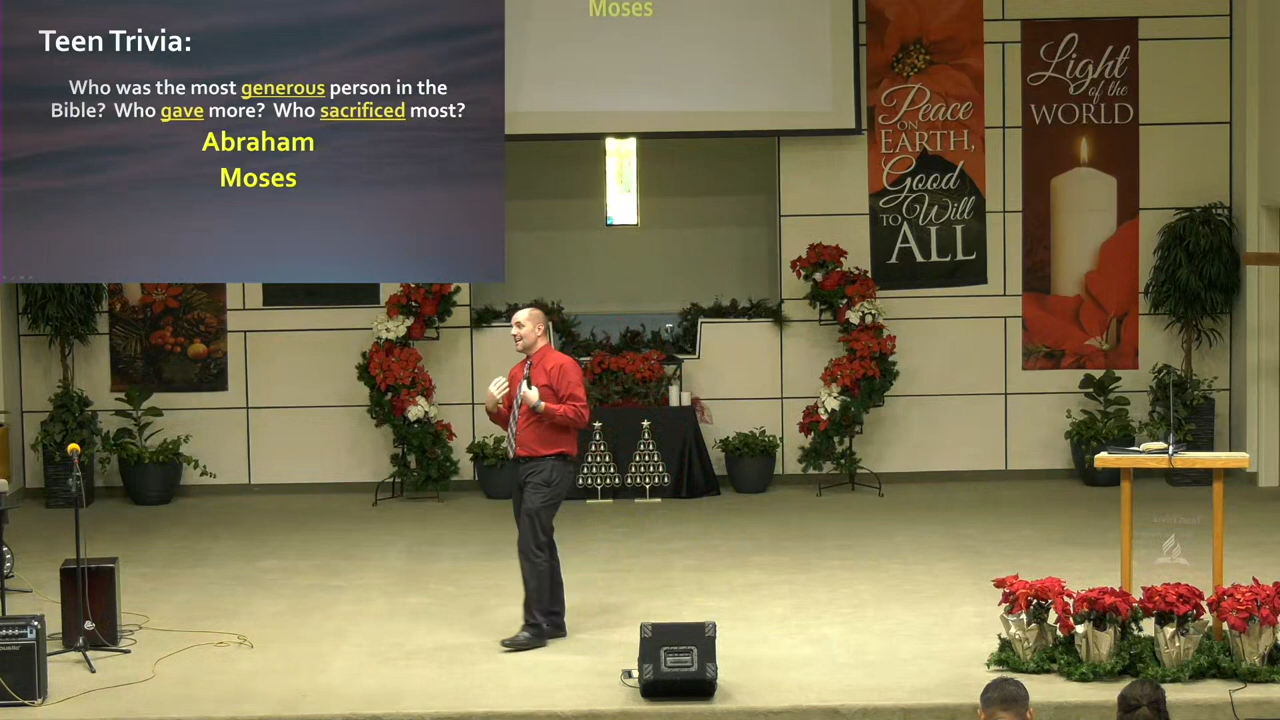 Teen Trivia:
Who was the most generous person in the
Bible? Who gave more? Who sacrificed most?
Abraham
Moses
Moses
Peace
ON
EARTH,
Good
TO Will
ALL
Light
of the
WORLD